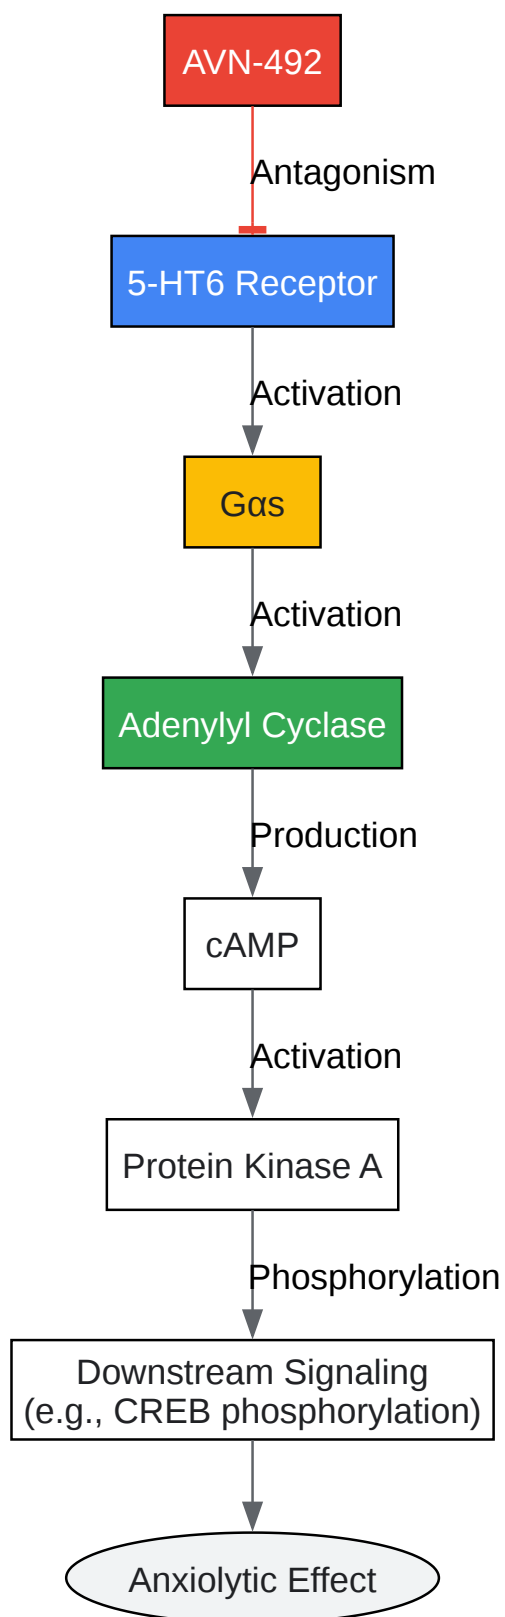 AVN-492
Antagonism
5-HT6 Receptor
Activation
Gαs
Activation
Adenylyl Cyclase
Production
cAMP
Activation
Protein Kinase A
Phosphorylation
Downstream Signaling
(e.g., CREB phosphorylation)
Anxiolytic Effect